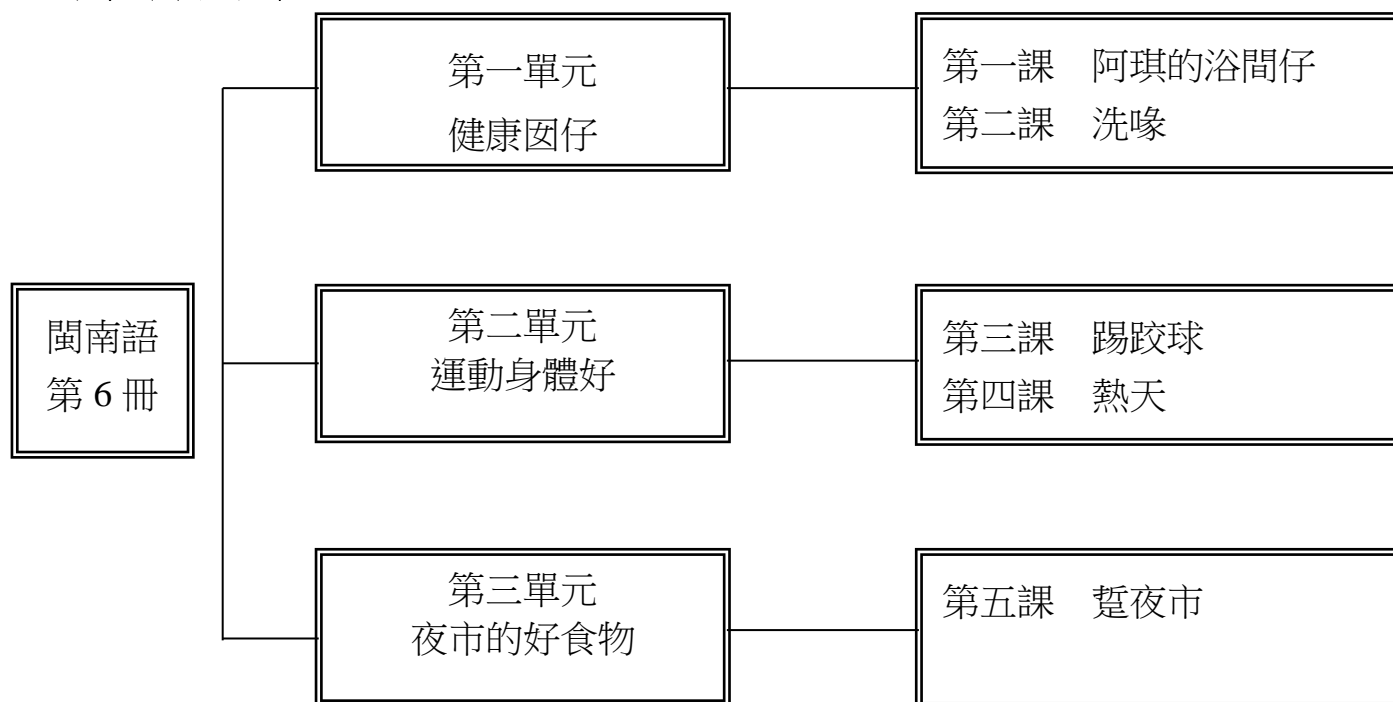 閩南語
第 6 冊
第一單元
健康囡仔
第一課　阿琪的浴間仔
第二課　洗喙
第二單元
運動身體好
第三課　踢跤球
第四課　熱天
第三單元
夜市的好食物
第五課　踅夜市